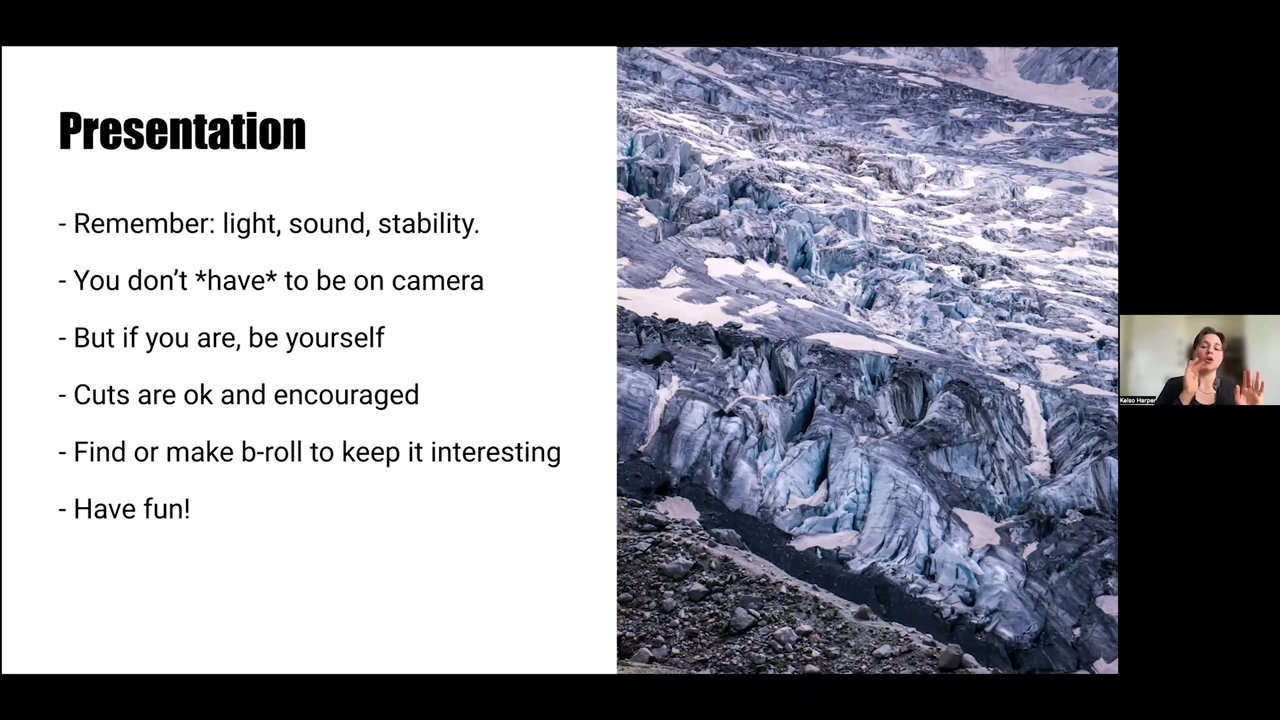 Presentation
- Remember: light, sound, stability.
- You don’t *have* to be on camera
- But if you are, be yourself
- Cuts are ok and encouraged
- Find or make b-roll to keep it interesting
- Have fun!
Kelso Harper